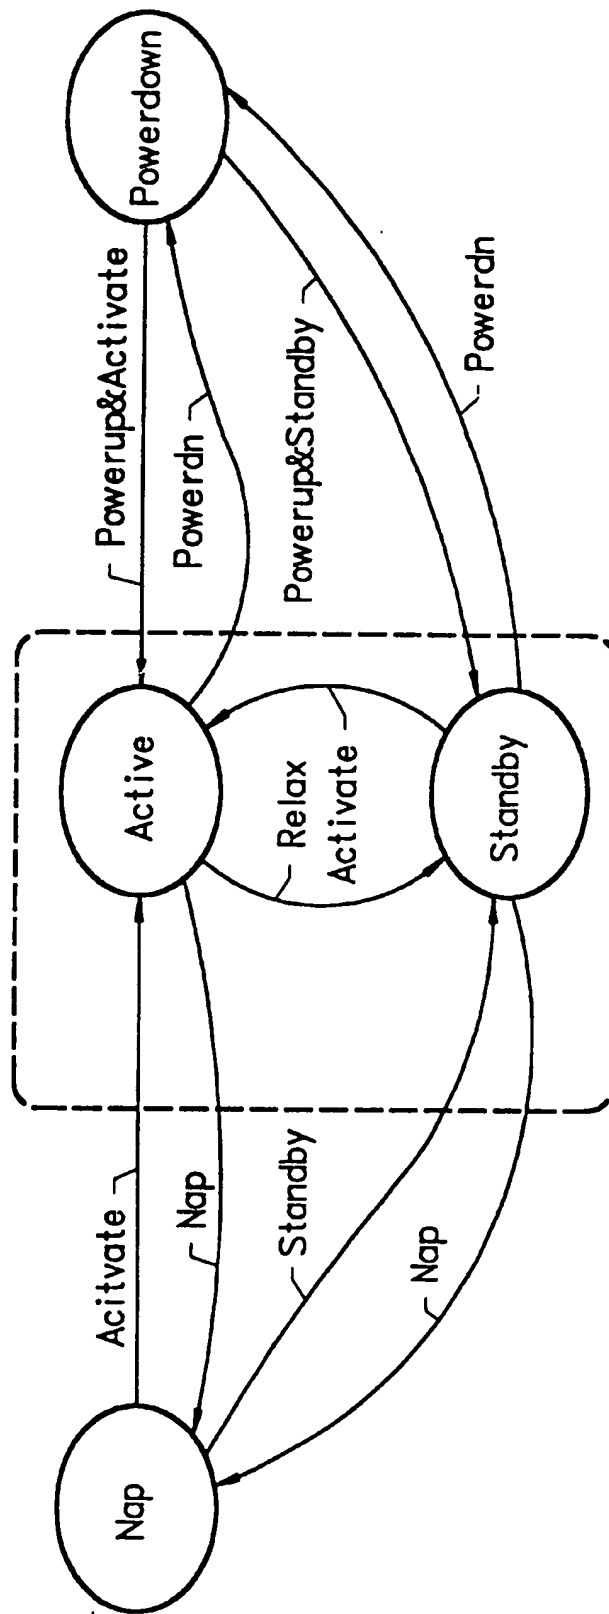 Nap
Acitvate
Nap
Standby
Nap
Active
Relax
Activate
Standby
Powerup&Activate
Powerdn
Powerup&Standby
Powerdn
Powerdown